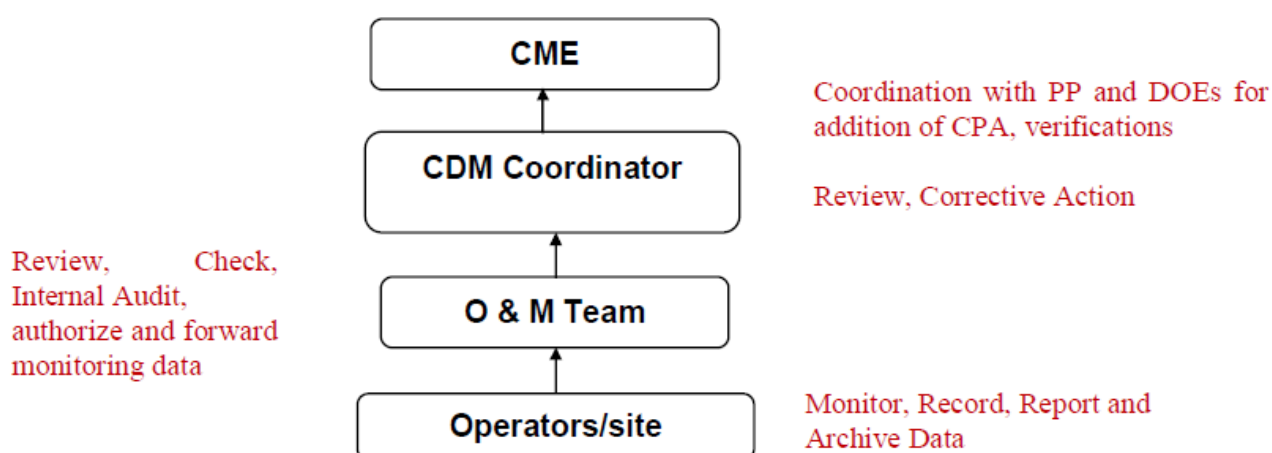 CME
Coordination with PP and DOEs for
addition of CPA, verifications
CDM Coordinator
Review, Corrective Action
Review, Check,
Internal Audit,
authorize and forward
monitoring data
O & M Team
Operators/site
Monitor, Record, Report and
Archive Data